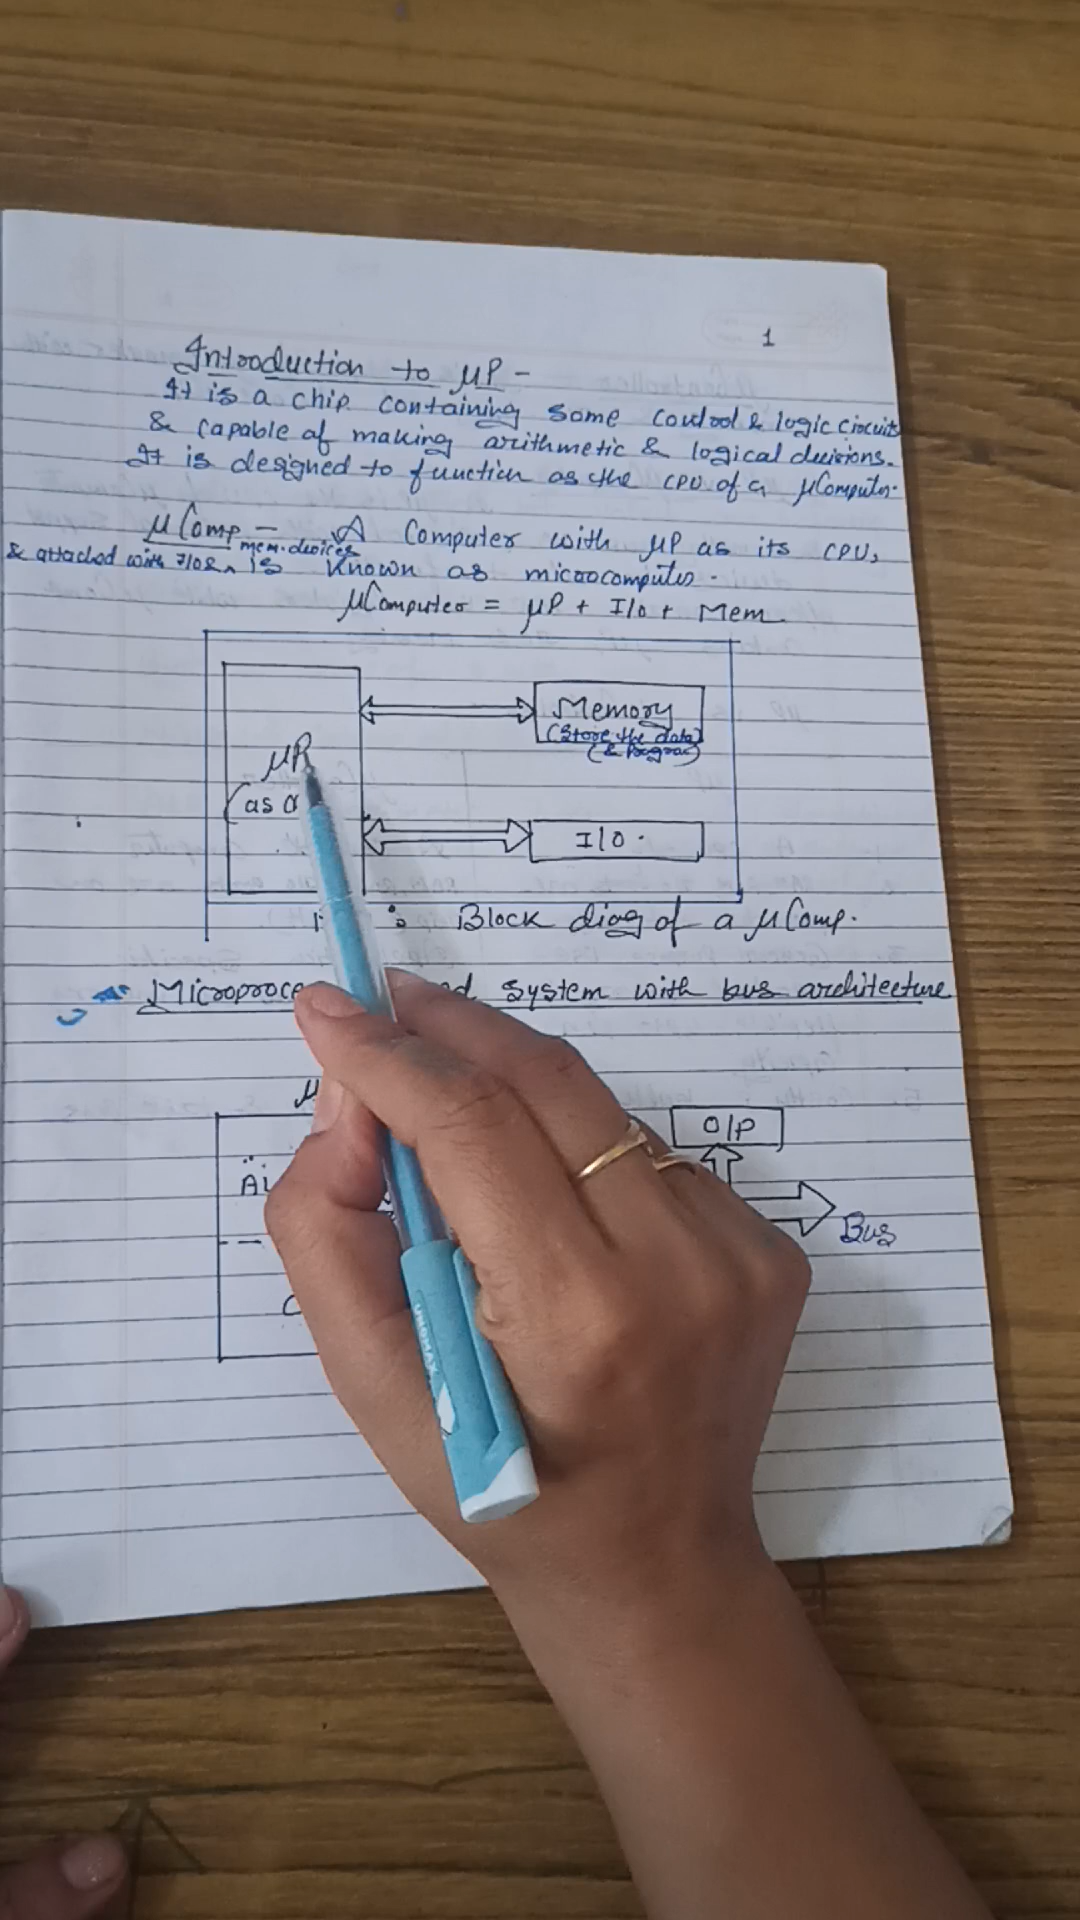 1
Introduction to μP -
It is a chip containing some control & logic circuits
& capable of making arithmetic & logical decisions.
It is designed to function as the CPU of a μComputer.
μComp - A Computer with μP as its CPU,
& attached with I/Os & mem. devices is known as microcomputer.
μComputer = μP + I/O + Mem
Memory
(Store the data
& Program)
μP
(as a
I/O
: Block diag of a μComp.
System with bus architecture
O/P
Bus
UNOMAX